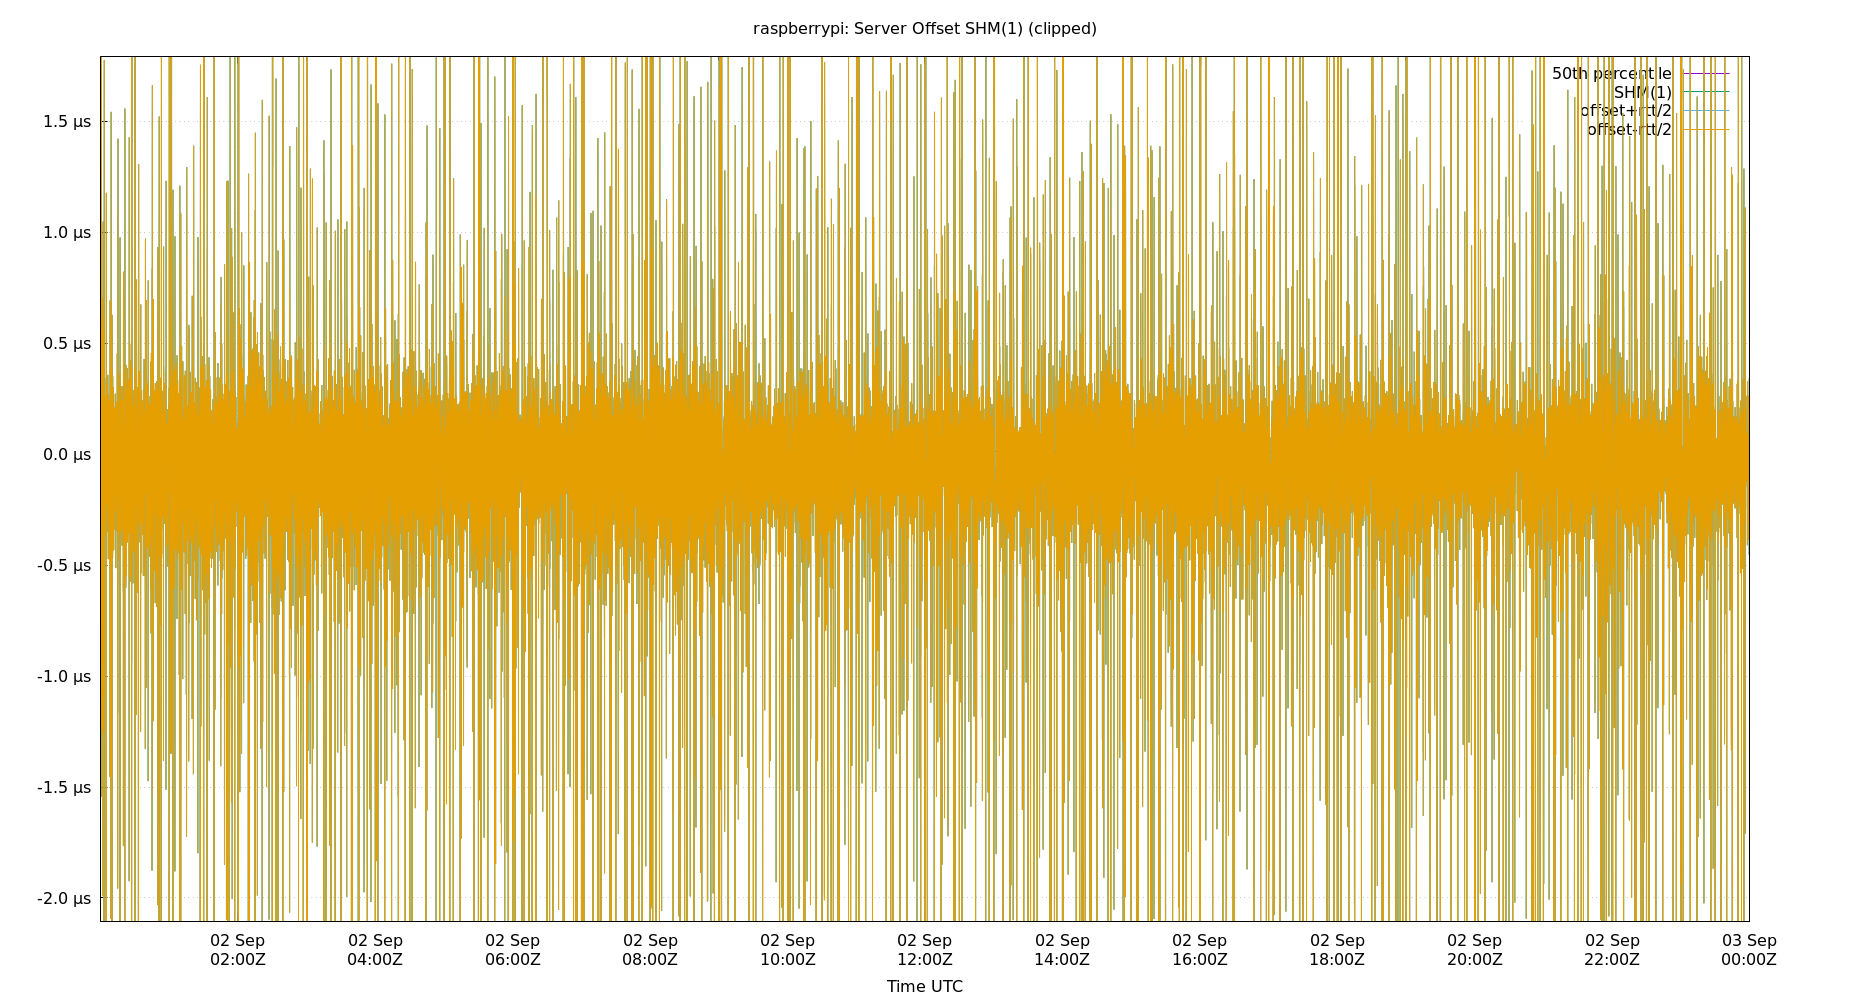 raspberrypi: Server Offset SHM(1) (clipped)
50th percentile
SHM(1)
offset+rtt/2
offset-rtt/2
1.5 µs
1.0 µs
0.5 µs
0.0 µs
-0.5 µs
-1.0 µs
-1.5 µs
-2.0 µs
02 Sep 02 Sep 02 Sep 02 Sep 02 Sep 02 Sep 02 Sep 02 Sep 02 Sep 02 Sep 02 Sep 03 Sep
02:00Z 04:00Z 06:00Z 08:00Z 10:00Z 12:00Z 14:00Z 16:00Z 18:00Z 20:00Z 22:00Z 00:00Z
Time UTC